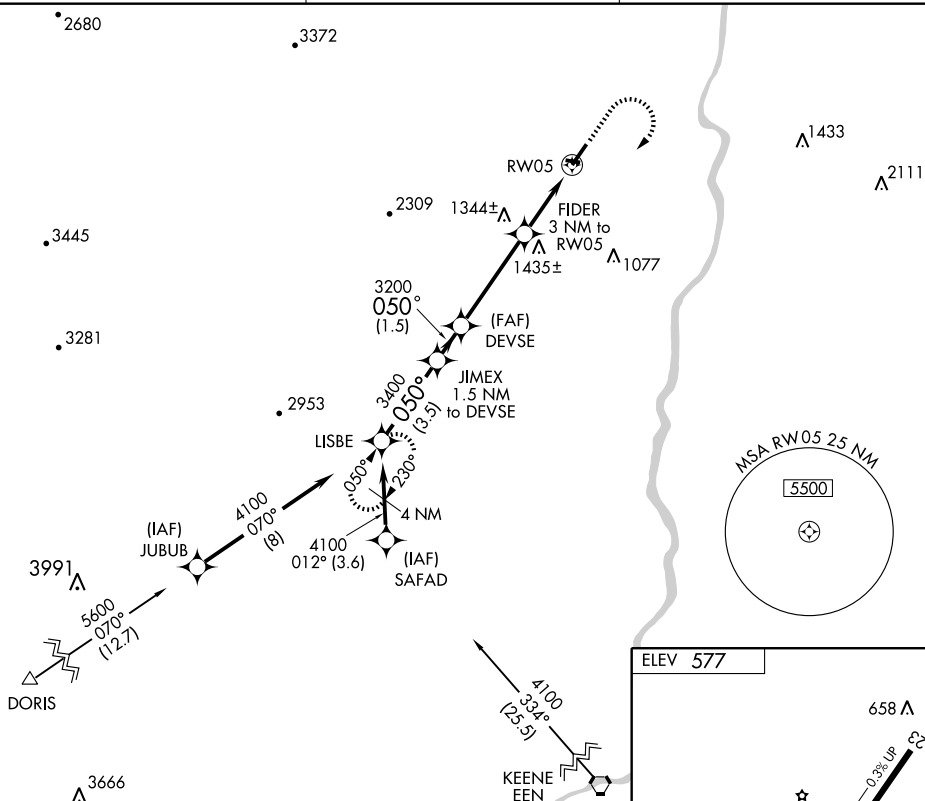 2680
3372
1433
RW05
2111
2309
1344±
FIDER
3 NM to
RW05
3445
1435±
1077
3200
050°
(1.5)
(FAF)
DEVSE
3281
JIMEX
1.5 NM
to DEVSE
3400
050°
(3.5)
2953
LISBE
MSA RW05 25 NM
5500
050°
230°
4 NM
4100
070°
(8)
(IAF)
JUBUB
4100
012° (3.6)
(IAF)
SAFAD
3991
5600
070°
(12.7)
DORIS
ELEV 577
4100
334°
(25.5)
658
23
0.3% UP
KEENE
EEN
3666